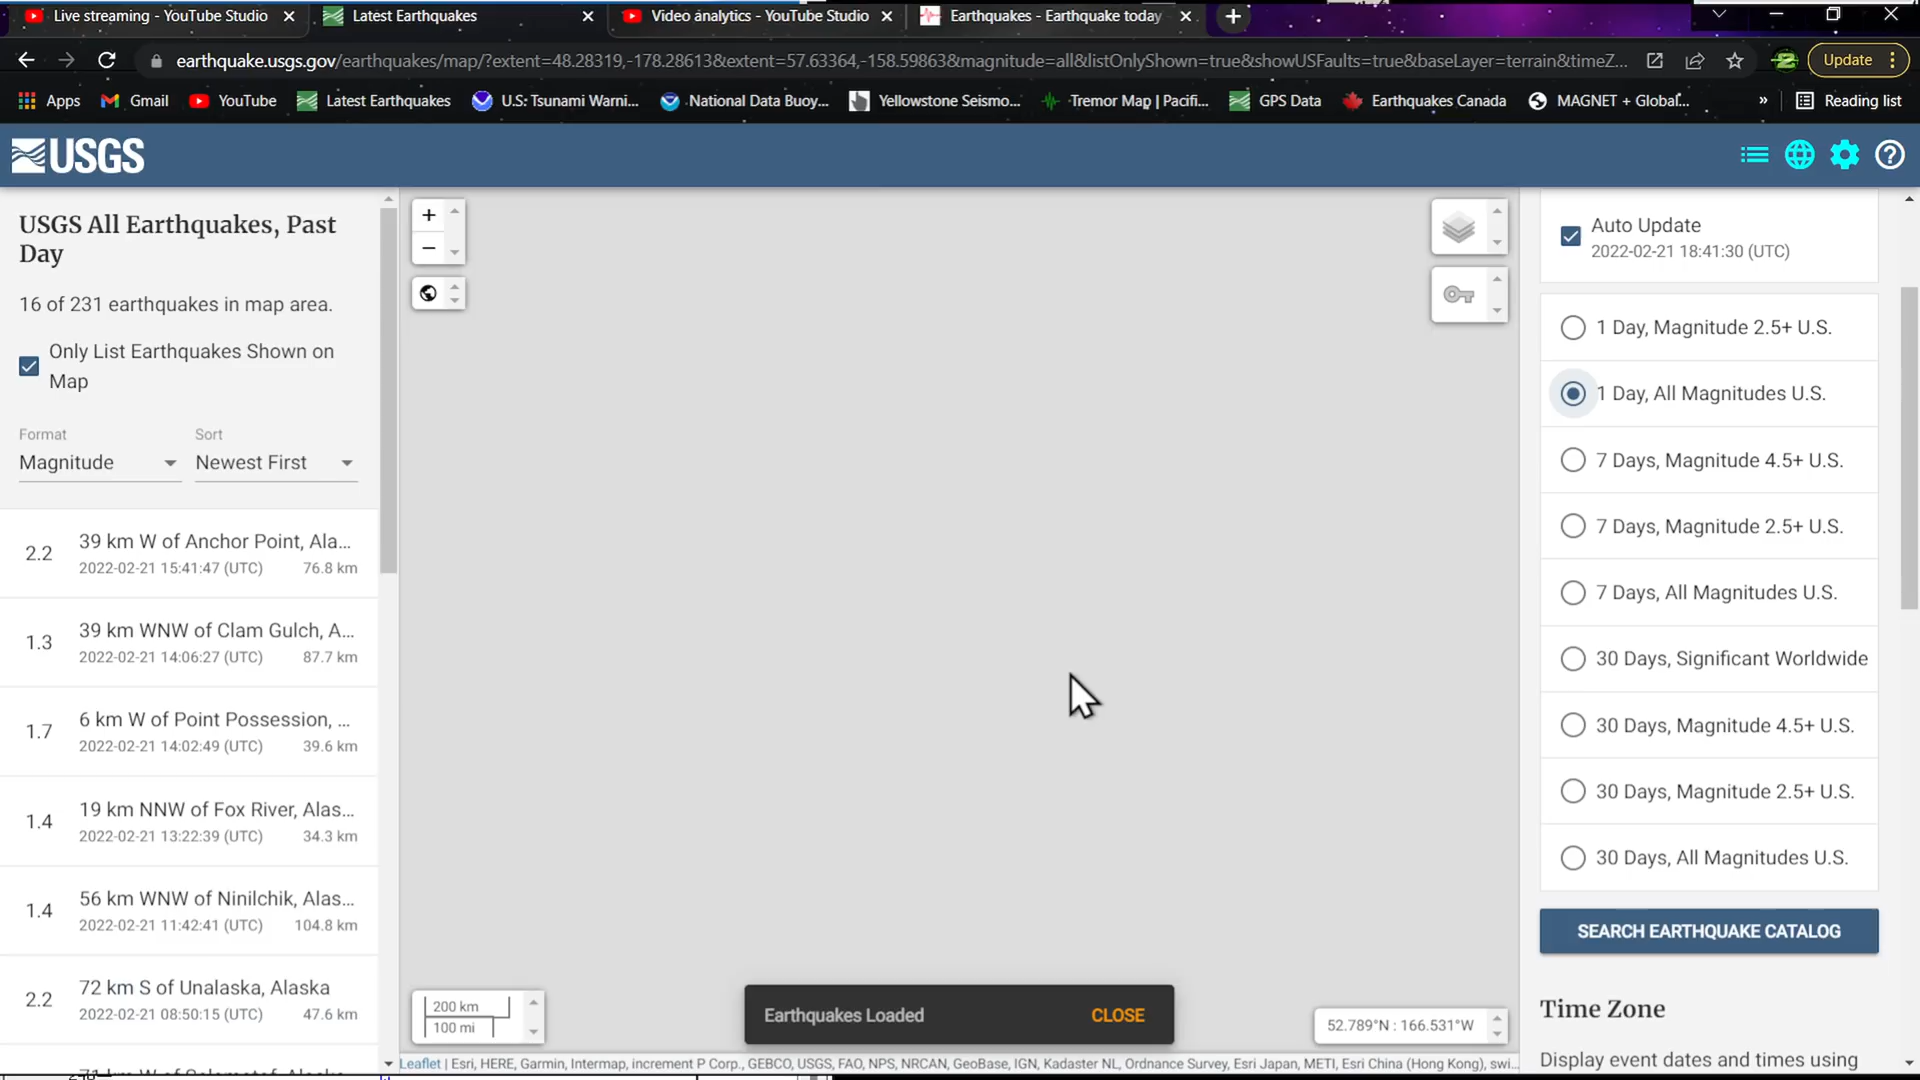 Live streaming - YouTube Studio
Latest Earthquakes
Video analytics - YouTube Studio
Earthquakes - Earthquake today
earthquake.usgs.gov/earthquakes/map/?extent=48.28319,-178.28613&extent=57.63364,-158.59863&magnitude=all&listOnlyShown=true&showUSFaults=true&baseLayer=terrain&timeZ...
Update
Apps
Gmail
YouTube
Latest Earthquakes
U.S: Tsunami Warni...
National Data Buoy...
Yellowstone Seismo...
Tremor Map | Pacifi...
GPS Data
Earthquakes Canada
MAGNET + Global...
»
Reading list
USGS
USGS All Earthquakes, Past
Day
16 of 231 earthquakes in map area.
Only List Earthquakes Shown on
Map
Format
Magnitude
Sort
Newest First
2.2
39 km W of Anchor Point, Ala...
2022-02-21 15:41:47 (UTC)
76.8 km
1.3
39 km WNW of Clam Gulch, A...
2022-02-21 14:06:27 (UTC)
87.7 km
1.7
6 km W of Point Possession, ...
2022-02-21 14:02:49 (UTC)
39.6 km
1.4
19 km NNW of Fox River, Alas...
2022-02-21 13:22:39 (UTC)
34.3 km
1.4
56 km WNW of Ninilchik, Alas...
2022-02-21 11:42:41 (UTC)
104.8 km
2.2
72 km S of Unalaska, Alaska
2022-02-21 08:50:15 (UTC)
47.6 km
+
−
200 km
100 mi
Earthquakes Loaded
CLOSE
52.789°N : 166.531°W
Leaflet | Esri, HERE, Garmin, Intermap, increment P Corp., GEBCO, USGS, FAO, NPS, NRCAN, GeoBase, IGN, Kadaster NL, Ordnance Survey, Esri Japan, METI, Esri China (Hong Kong), swi...
Auto Update
2022-02-21 18:41:30 (UTC)
1 Day, Magnitude 2.5+ U.S.
1 Day, All Magnitudes U.S.
7 Days, Magnitude 4.5+ U.S.
7 Days, Magnitude 2.5+ U.S.
7 Days, All Magnitudes U.S.
30 Days, Significant Worldwide
30 Days, Magnitude 4.5+ U.S.
30 Days, Magnitude 2.5+ U.S.
30 Days, All Magnitudes U.S.
SEARCH EARTHQUAKE CATALOG
Time Zone
Display event dates and times using